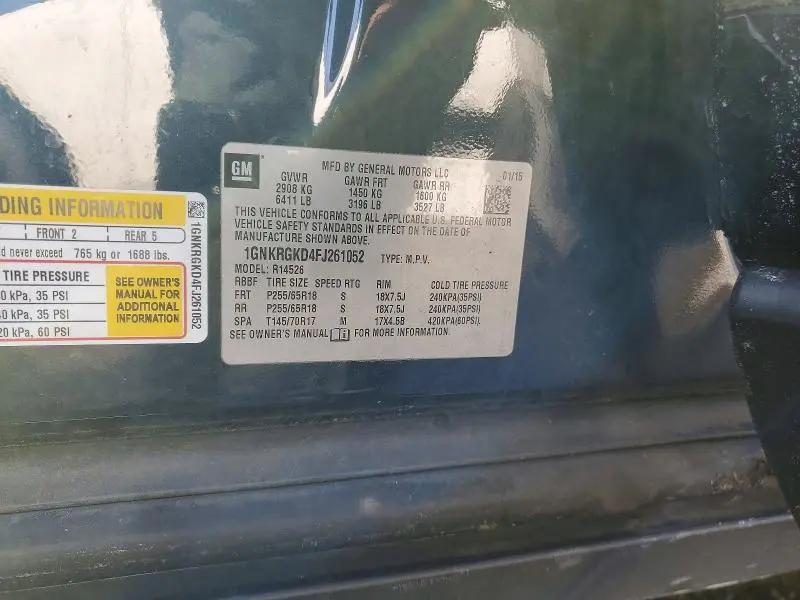 DING INFORMATION
FRONT 2 REAR 5
d never exceed 765 kg or 1688 lbs.
TIRE PRESSURE
0 kPa, 35 PSI
0 kPa, 35 PSI
20 kPa, 60 PSI
SEE OWNER'S
MANUAL FOR
ADDITIONAL
INFORMATION
1GNKRGKD4FJ261052
GM
MFD BY GENERAL MOTORS LLC 01/15
GVWR GAWR FRT GAWR RR
2908 KG 1450 KG 1600 KG
6411 LB 3196 LB 3527 LB
THIS VEHICLE CONFORMS TO ALL APPLICABLE U.S. FEDERAL MOTOR
VEHICLE SAFETY STANDARDS IN EFFECT ON THE DATE OF
MANUFACTURE SHOWN ABOVE.
1GNKRGKD4FJ261052 TYPE: M.P.V.
MODEL: R14526
RBBF TIRE SIZE SPEED RTG RIM COLD TIRE PRESSURE
FRT P255/65R18 S 18X7.5J 240KPA(35PSI)
RR P255/65R18 S 18X7.5J 240KPA(35PSI)
SPA T145/70R17 M 17X4.5B 420KPA(60PSI).
SEE OWNER'S MANUAL FOR MORE INFORMATION.